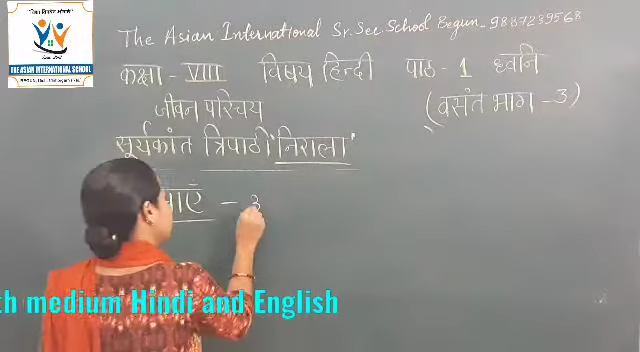 THE ASIAN INTERNATIONAL SCHOOL
The Asian International Sr. Sec. School Begun - 9887239568
कक्षा - VIII विषय हिन्दी पाठ - 1 ध्वनि
जीवन परिचय (वसंत भाग - 3)
सूर्यकांत त्रिपाठी 'निराला'
medium Hindi and English